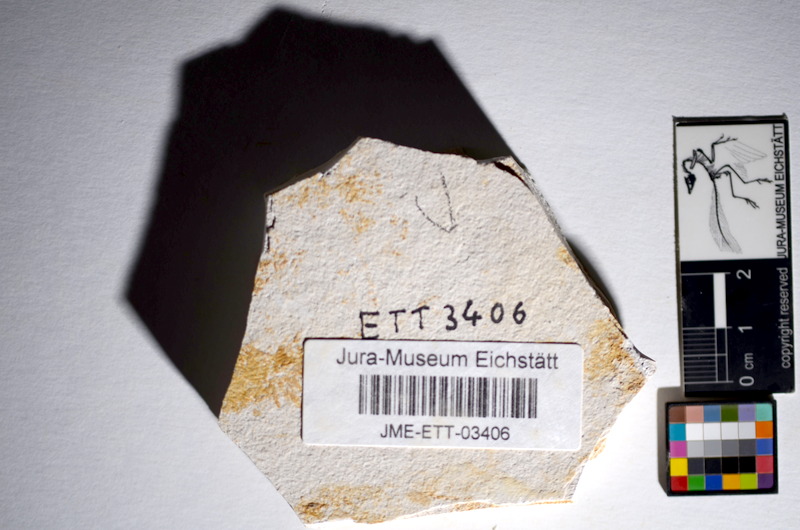 ETT 3406
Jura-Museum Eichstätt
JME-ETT-03406
JURA-MUSEUM EICHSTÄTT
copyright reserved
2
1
0 cm